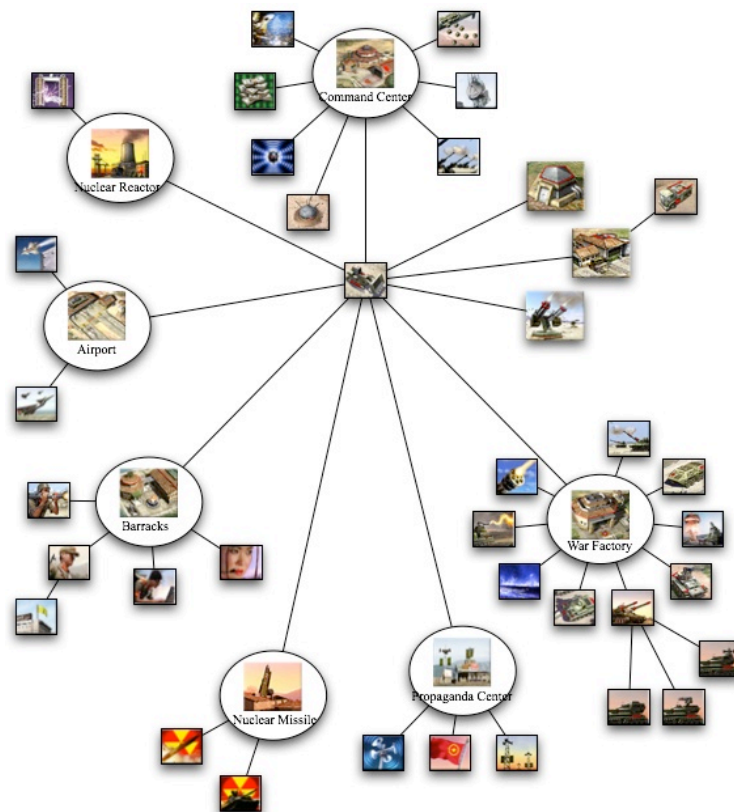 Command Center
Nuclear Reactor
Airport
Barracks
War Factory
Nuclear Missile
Propaganda Center